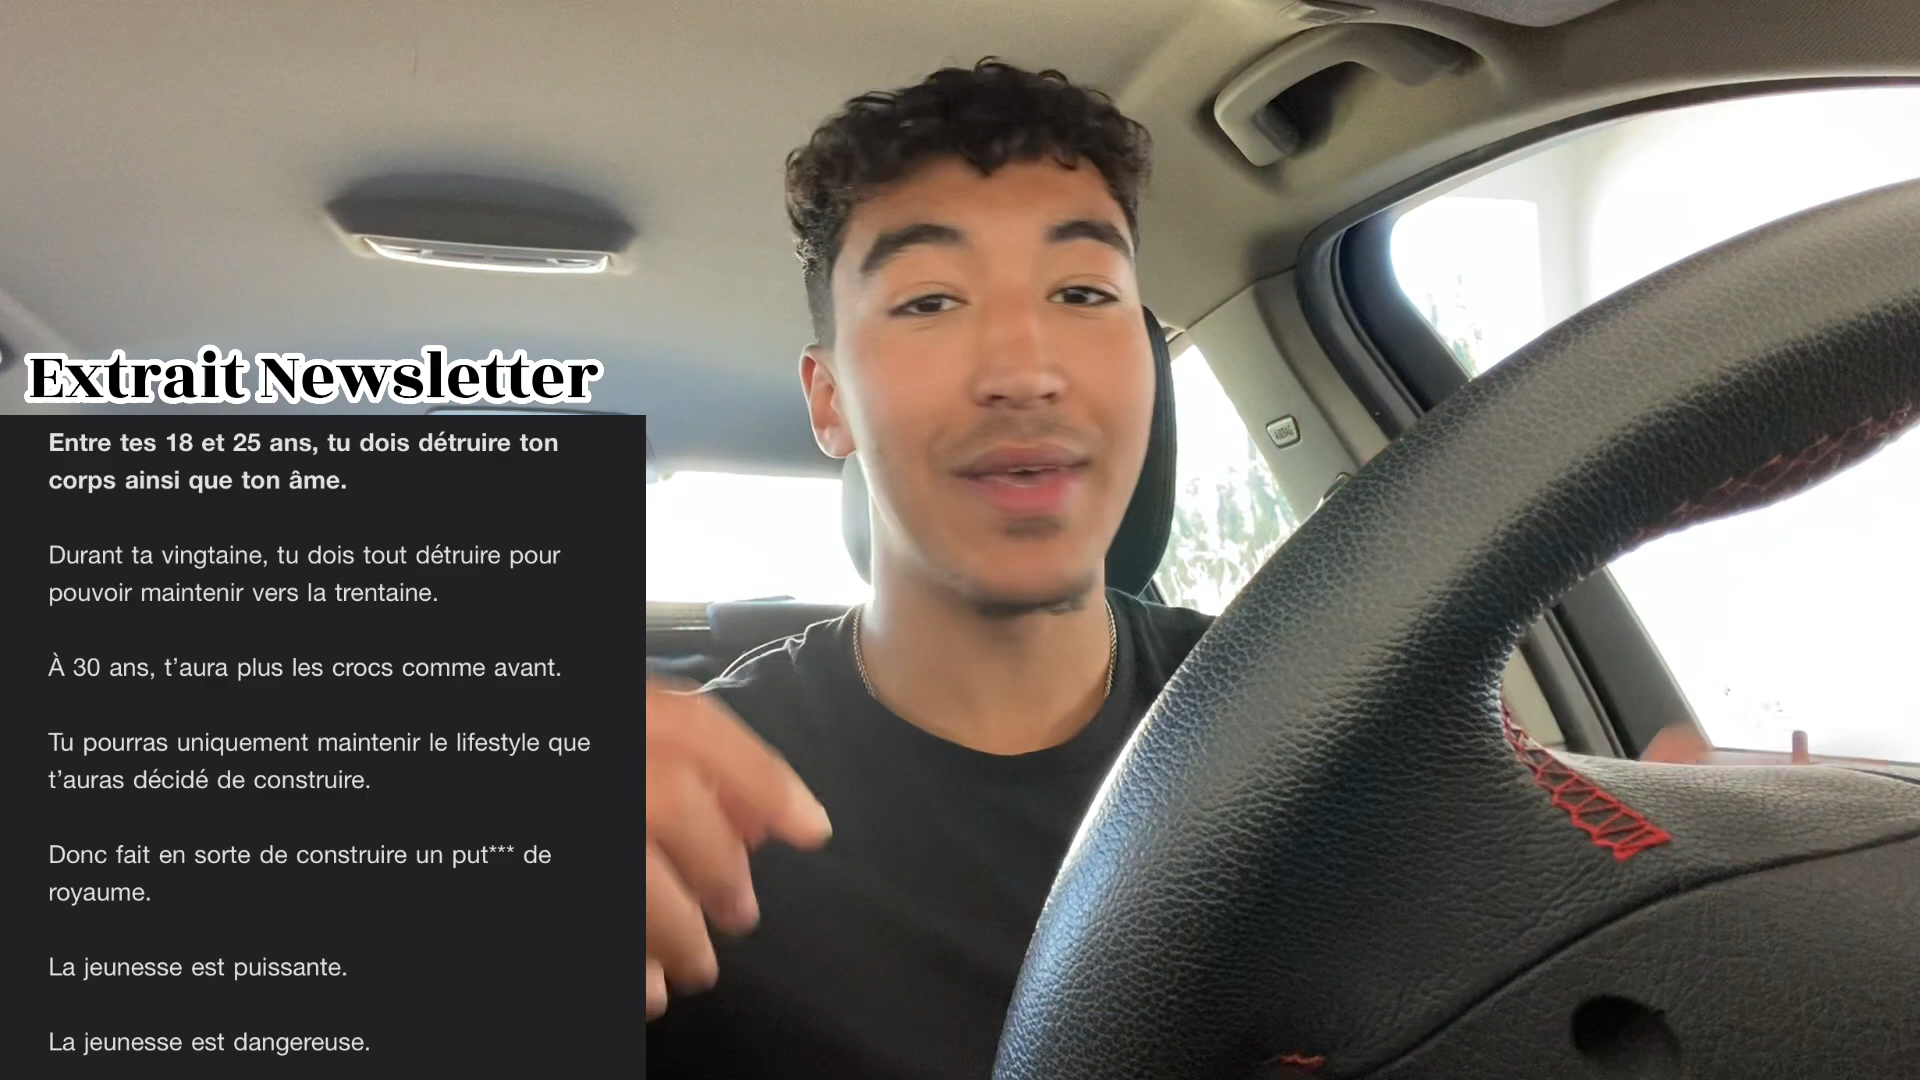 Extrait Newsletter
Entre tes 18 et 25 ans, tu dois détruire ton
corps ainsi que ton âme.
Durant ta vingtaine, tu dois tout détruire pour
pouvoir maintenir vers la trentaine.
À 30 ans, t’aura plus les crocs comme avant.
Tu pourras uniquement maintenir le lifestyle que
t’auras décidé de construire.
Donc fait en sorte de construire un put*** de
royaume.
La jeunesse est puissante.
La jeunesse est dangereuse.
AIRBAG